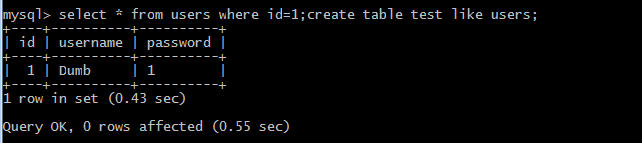 mysql> select * from users where id=1;create table test like users;
+----+----------+----------+
| id | username | password |
+----+----------+----------+
|  1 | Dumb     | 1        |
+----+----------+----------+
1 row in set (0.43 sec)
Query OK, 0 rows affected (0.55 sec)